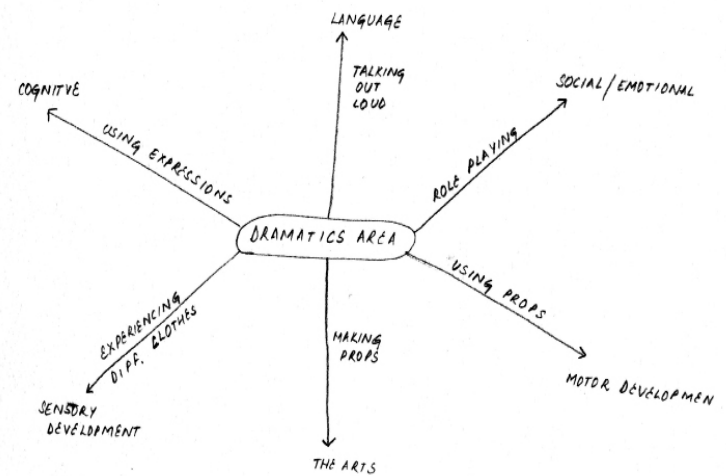 LANGUAGE
TALKING
OUT
LOUD
COGNITVE
USING EXPRESSIONS
SOCIAL/EMOTIONAL
ROLE PLAYING
DRAMATICS AREA
USING PROPS
MOTOR DEVELOPMEN
EXPERIENCING
DIFF. CLOTHES
SENSORY
DEVELOPMENT
MAKING
PROPS
THE ARTS